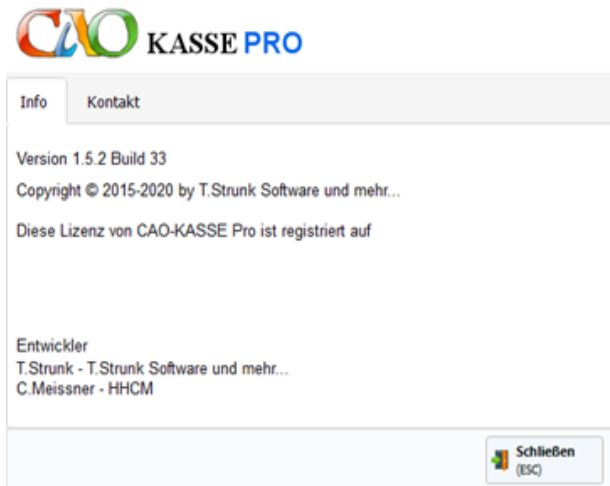 CAO KASSE PRO
Info Kontakt
Version 1.5.2 Build 33
Copyright © 2015-2020 by T.Strunk Software und mehr...
Diese Lizenz von CAO-KASSE Pro ist registriert auf
Entwickler
T.Strunk - T.Strunk Software und mehr...
C.Meissner - HHCM
Schließen
(ESC)